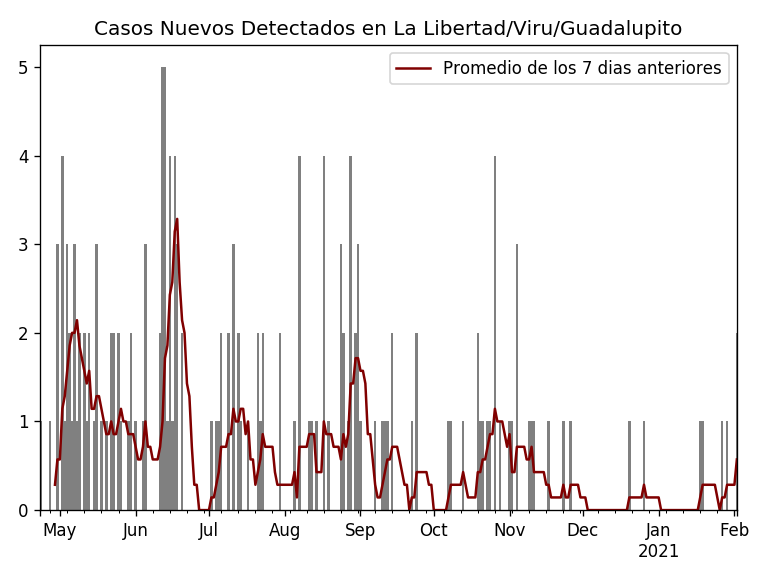 Casos Nuevos Detectados en La Libertad/Viru/Guadalupito
Promedio de los 7 dias anteriores
5
4
3
2
1
0
May Jun Jul Aug Sep Oct Nov Dec Jan Feb
2021